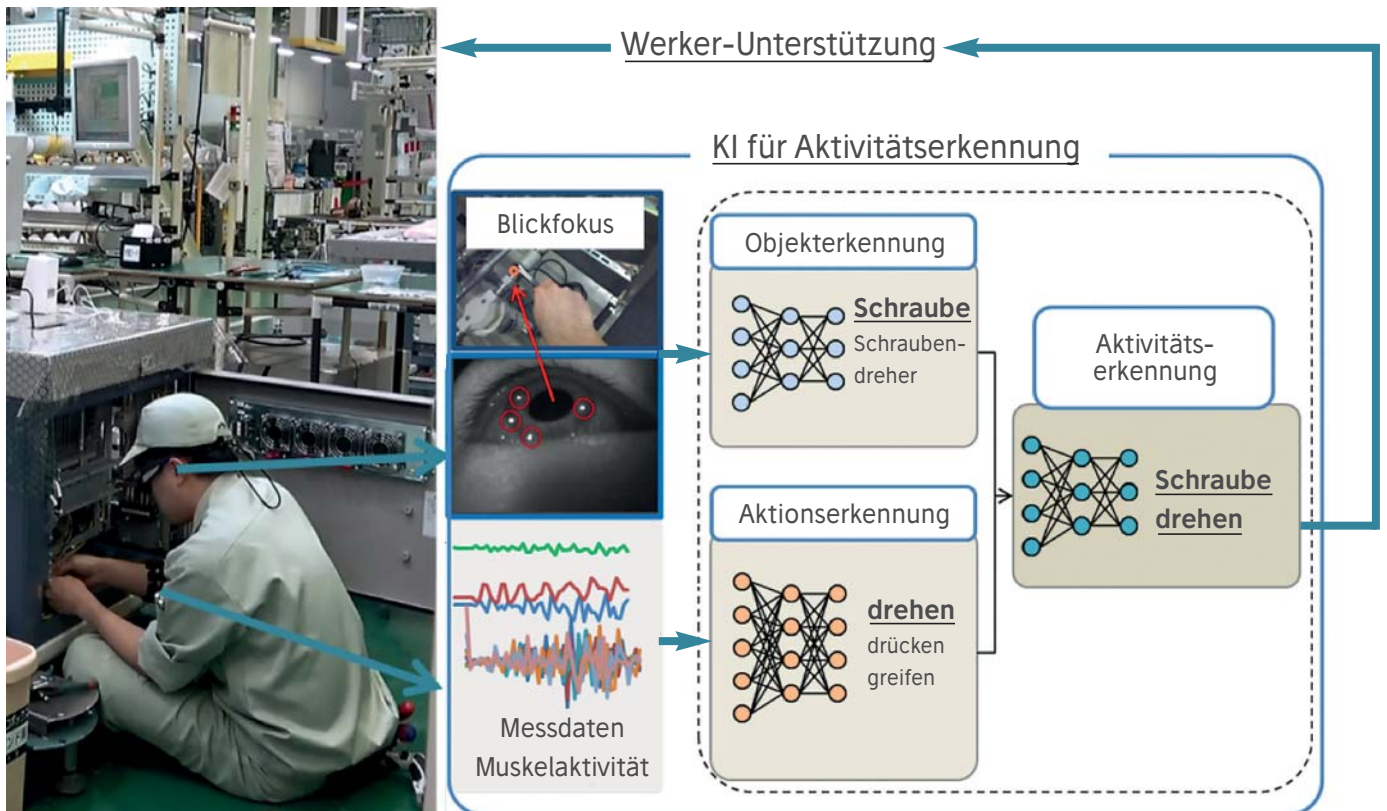 Werker-Unterstützung
KI für Aktivitätserkennung
Blickfokus
Objekterkennung
Schraube
Schrauben-
dreher
Aktivitäts-
erkennung
Aktionserkennung
Schraube
drehen
drehen
drücken
greifen
Messdaten
Muskelaktivität